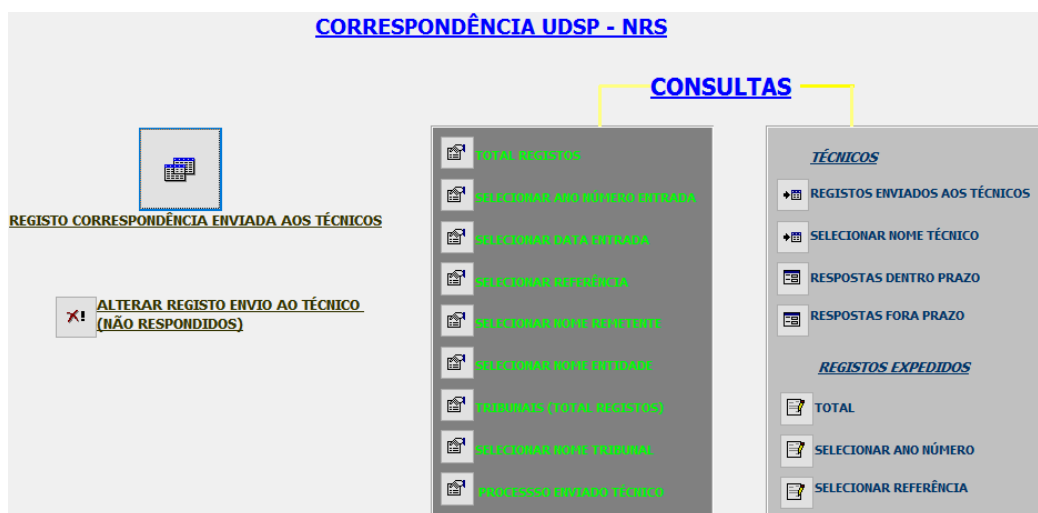 CORRESPONDÊNCIA UDSP - NRS
CONSULTAS
REGISTO CORRESPONDÊNCIA ENVIADA AOS TÉCNICOS
ALTERAR REGISTO ENVIO AO TÉCNICO
(NÃO RESPONDIDOS)
TOTAL REGISTOS
SELECIONAR ANO NÚMERO ENTRADA
SELECIONAR DATA ENTRADA
SELECIONAR REFERÊNCIA
SELECIONAR NOME REMETENTE
SELECIONAR NOME ENTIDADE
TRIBUNAIS (TOTAL REGISTOS)
SELECIONAR NOME TRIBUNAL
PROCESSSO ENVIADO TÉCNICO
TÉCNICOS
REGISTOS ENVIADOS AOS TÉCNICOS
SELECIONAR NOME TÉCNICO
RESPOSTAS DENTRO PRAZO
RESPOSTAS FORA PRAZO
REGISTOS EXPEDIDOS
TOTAL
SELECIONAR ANO NÚMERO
SELECIONAR REFERÊNCIA